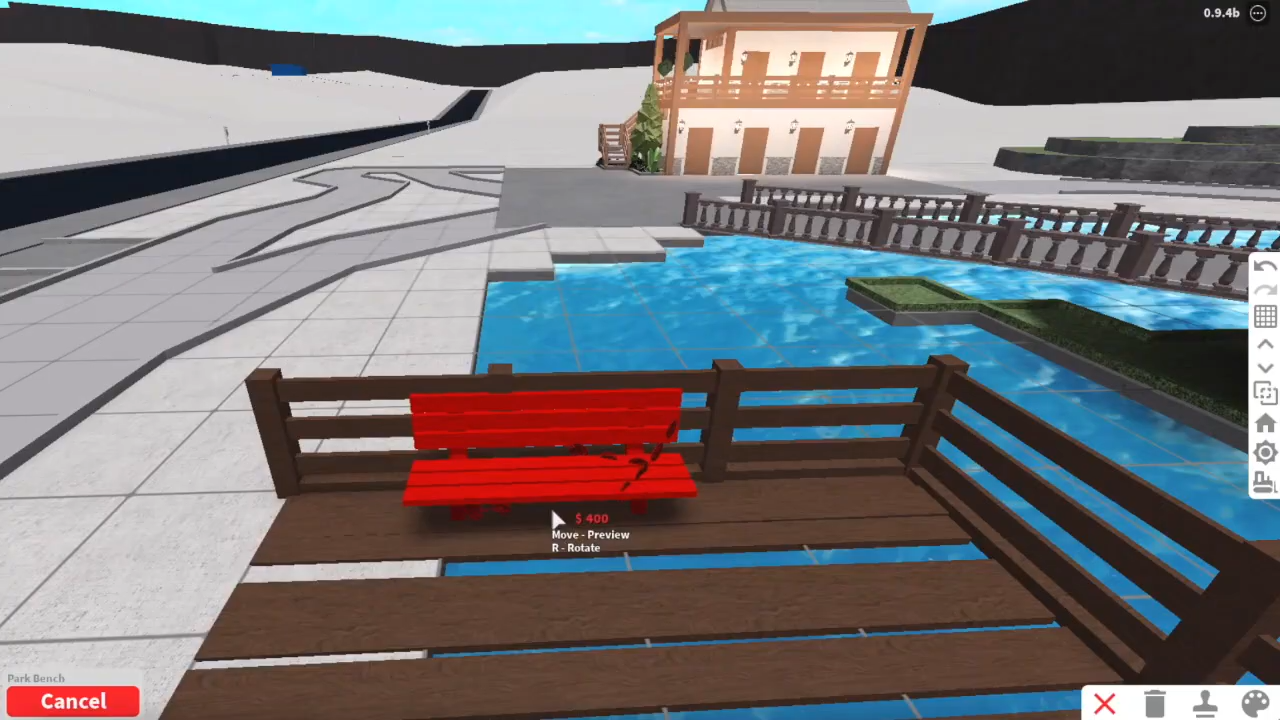 0.9.4b
$ 400
Move - Preview
R - Rotate
Park Bench
Cancel